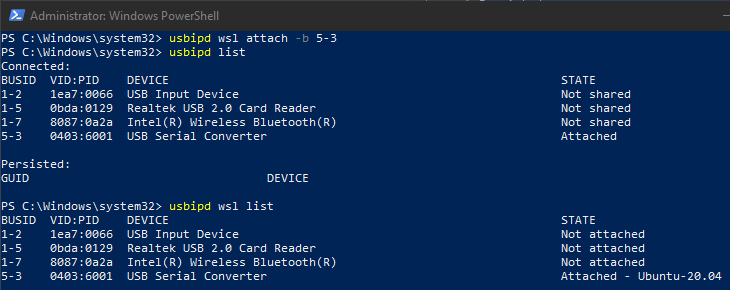 Administrator: Windows PowerShell
PS C:\Windows\system32> usbipd wsl attach -b 5-3
PS C:\Windows\system32> usbipd list
Connected:
BUSID  VID:PID    DEVICE                                                        STATE
1-2    1ea7:0066  USB Input Device                                              Not shared
1-5    0bda:0129  Realtek USB 2.0 Card Reader                                   Not shared
1-7    8087:0a2a  Intel(R) Wireless Bluetooth(R)                                Not shared
5-3    0403:6001  USB Serial Converter                                          Attached
Persisted:
GUID                                  DEVICE
PS C:\Windows\system32> usbipd wsl list
BUSID  VID:PID    DEVICE                                                        STATE
1-2    1ea7:0066  USB Input Device                                              Not attached
1-5    0bda:0129  Realtek USB 2.0 Card Reader                                   Not attached
1-7    8087:0a2a  Intel(R) Wireless Bluetooth(R)                                Not attached
5-3    0403:6001  USB Serial Converter                                          Attached - Ubuntu-20.04